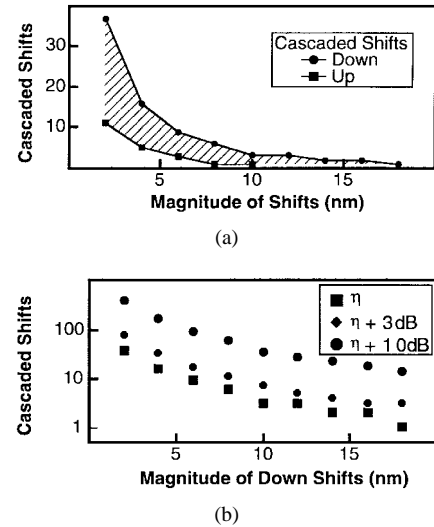 Cascaded Shifts
30
20
10
Cascaded Shifts
Down
Up
5
10
15
Magnitude of Shifts (nm)
(a)
Cascaded Shifts
100
10
1
η
η + 3dB
η + 10dB
5
10
15
Magnitude of Down Shifts (nm)
(b)